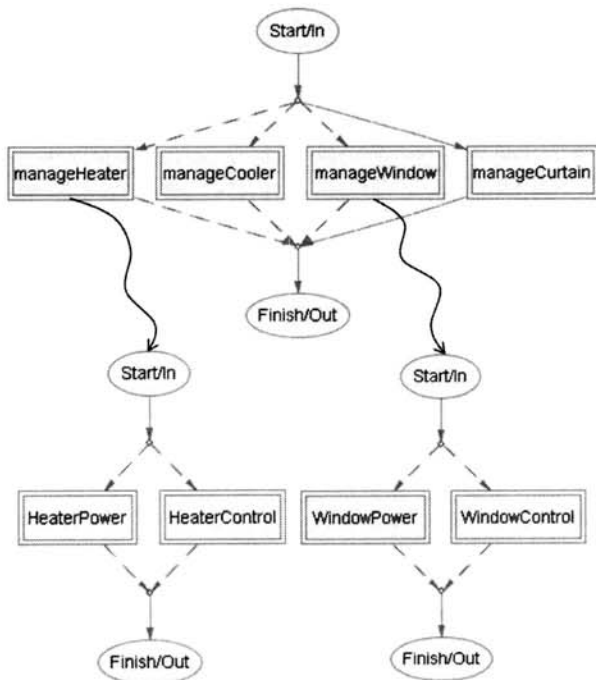 Start/In
manageHeater
manageCooler
manageWindow
manageCurtain
Finish/Out
Start/In
Start/In
HeaterPower
HeaterControl
WindowPower
WindowControl
Finish/Out
Finish/Out